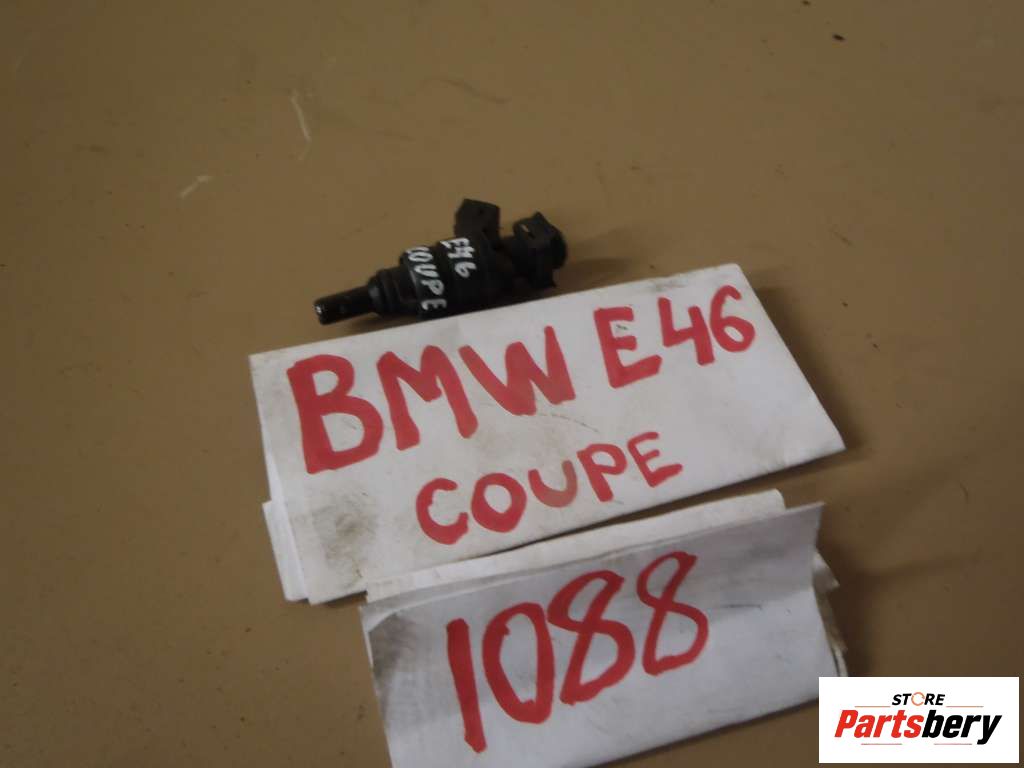 E46
COUPE
BMW E46
COUPE
1088
STORE
Partsbery